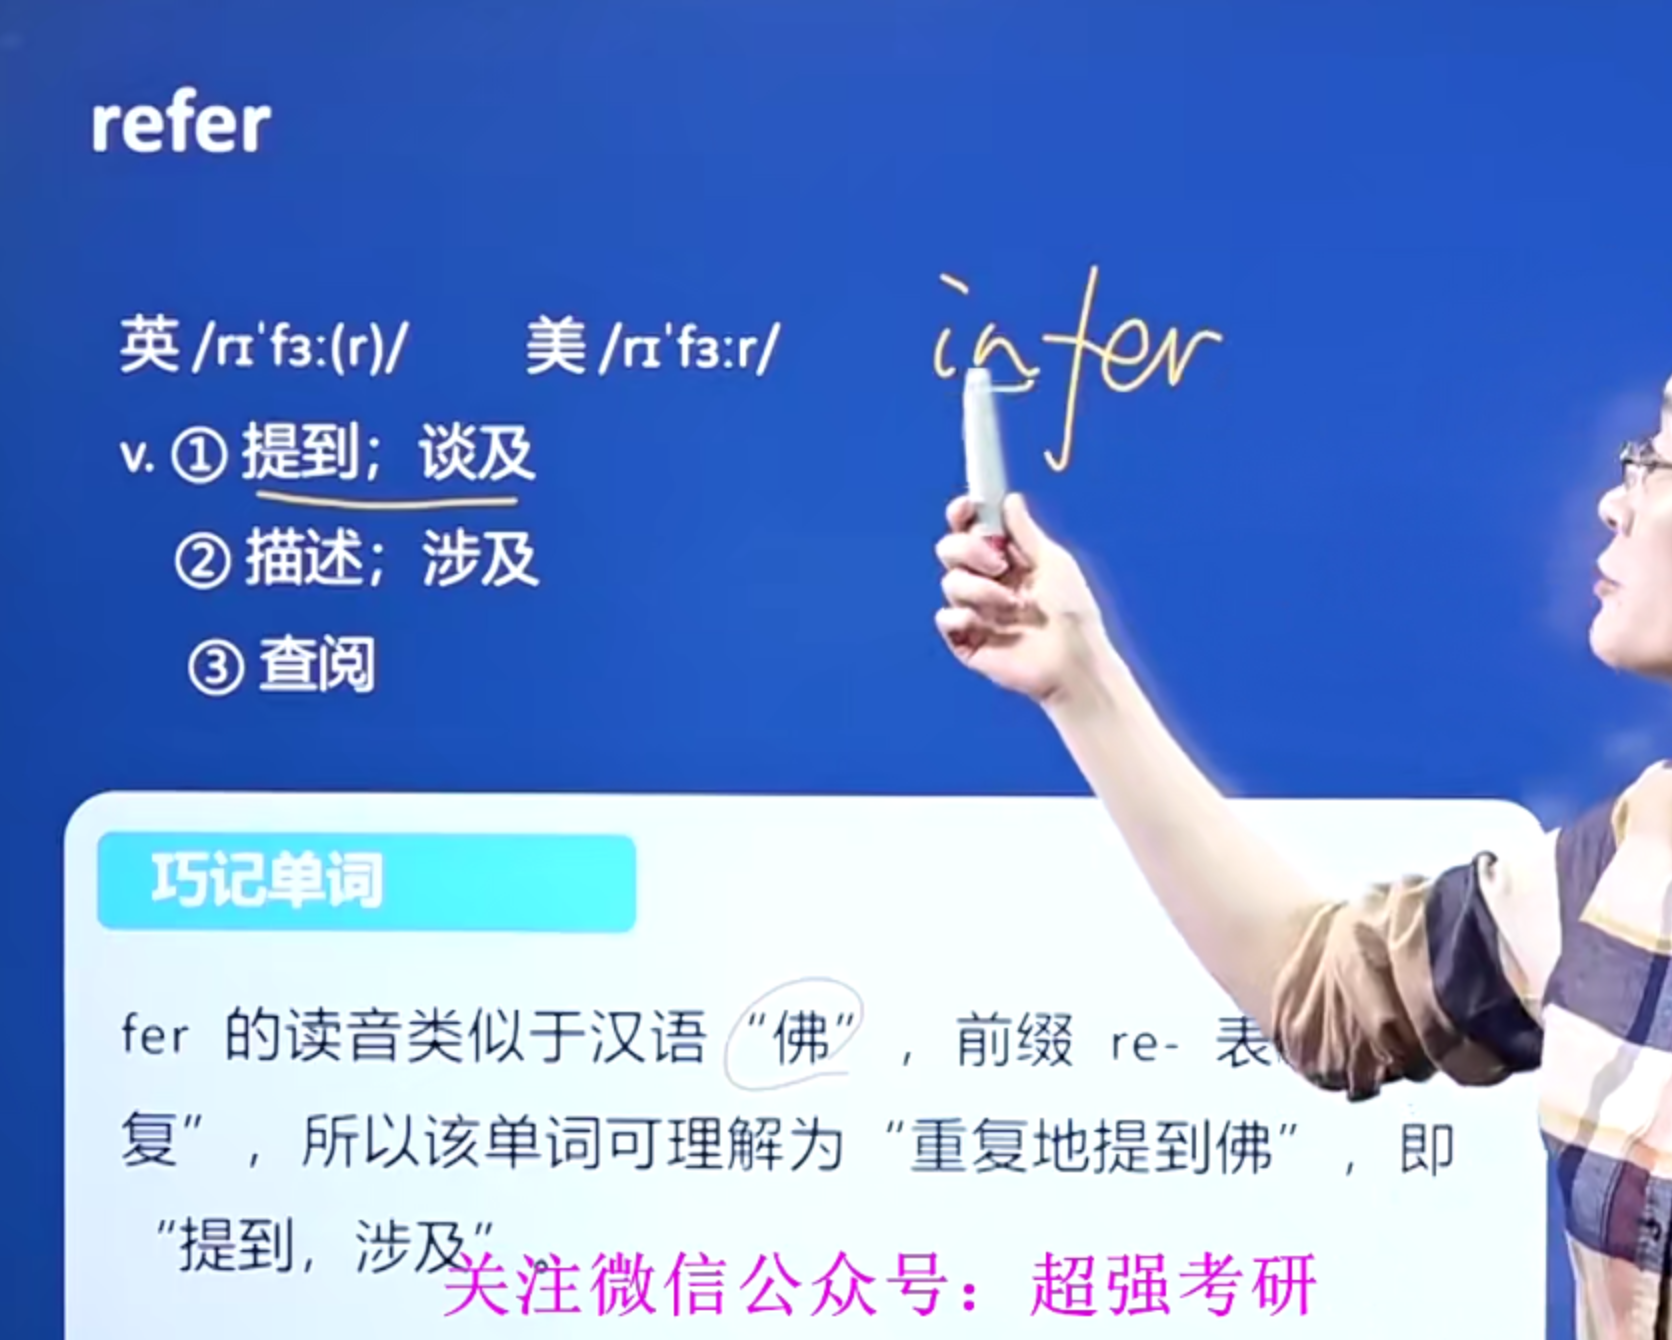 refer
英 /rɪˈfɜː(r)/ 美 /rɪˈfɜːr/
infer
v. ① 提到；谈及
② 描述；涉及
③ 查阅
巧记单词
fer 的读音类似于汉语 “佛” ，前缀 re- 表
复” ，所以该单词可理解为 “重复地提到佛” ，即
“提到，涉及” 。
关注微信公众号：超强考研